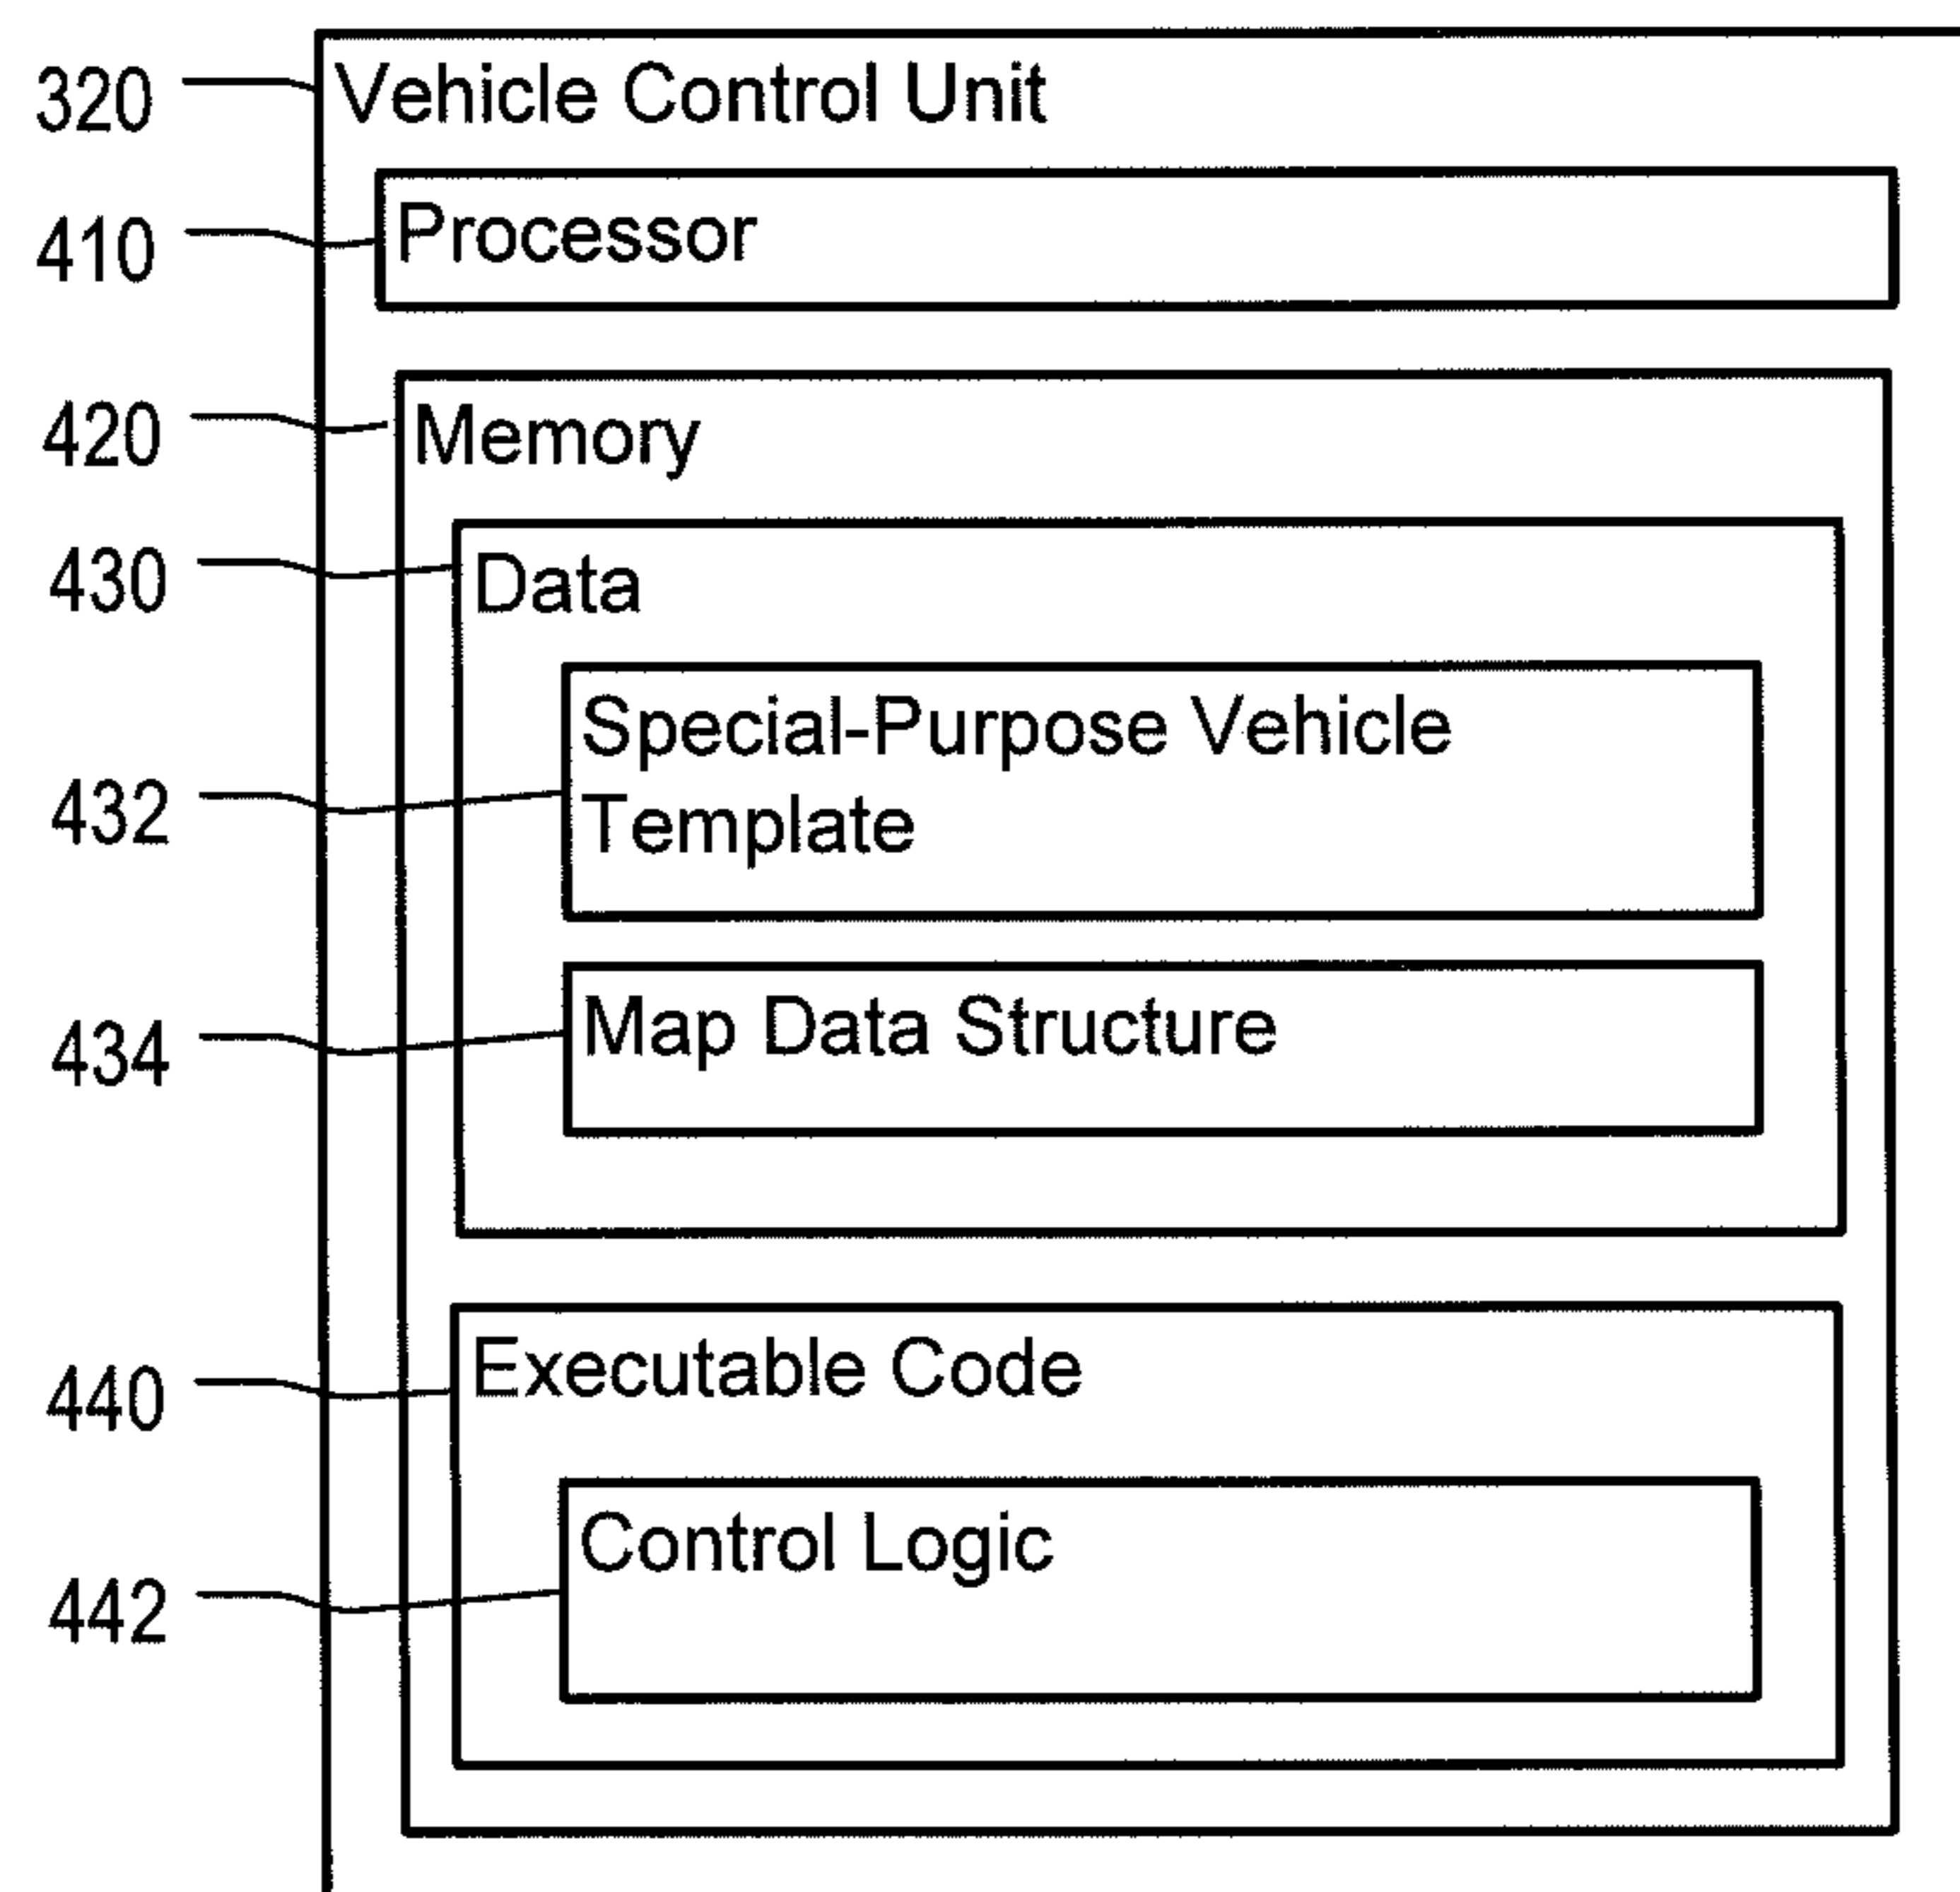 320 Vehicle Control Unit
410 Processor
420 Memory
430 Data
Special-Purpose Vehicle
432 Template
434 Map Data Structure
440 Executable Code
Control Logic
442